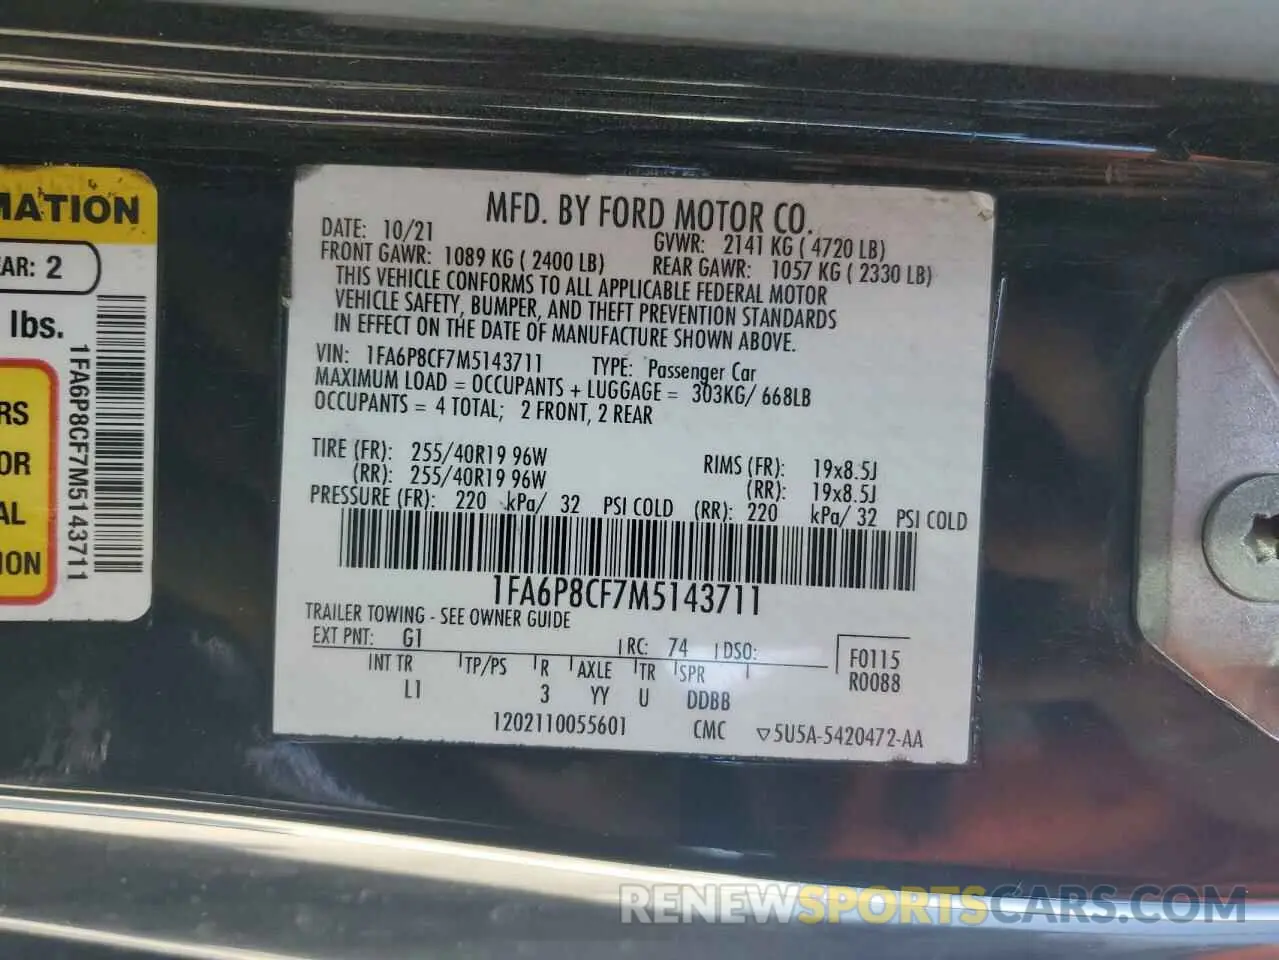 MATION
EAR: 2
lbs.
RS
OR
AL
ION
1FA6P8CF7M5143711
MFD. BY FORD MOTOR CO.
DATE: 10/21 GVWR: 2141 KG ( 4720 LB)
FRONT GAWR: 1089 KG ( 2400 LB) REAR GAWR: 1057 KG ( 2330 LB)
THIS VEHICLE CONFORMS TO ALL APPLICABLE FEDERAL MOTOR
VEHICLE SAFETY, BUMPER, AND THEFT PREVENTION STANDARDS
IN EFFECT ON THE DATE OF MANUFACTURE SHOWN ABOVE.
VIN: 1FA6P8CF7M5143711 TYPE: Passenger Car
MAXIMUM LOAD = OCCUPANTS + LUGGAGE = 303KG/ 668LB
OCCUPANTS = 4 TOTAL; 2 FRONT, 2 REAR
TIRE (FR): 255/40R19 96W RIMS (FR): 19x8.5J
(RR): 255/40R19 96W (RR): 19x8.5J
PRESSURE (FR): 220 kPa/ 32 PSI COLD (RR): 220 kPa/ 32 PSI COLD
1FA6P8CF7M5143711
TRAILER TOWING - SEE OWNER GUIDE
EXT PNT: G1 RC: 74 DSO: F0115
INT TR TP/PS R AXLE TR SPR R0088
L1 3 YY U DDBB
1202110055601 CMC ▽5U5A-5420472-AA
RENEWSPORTSCARS.COM